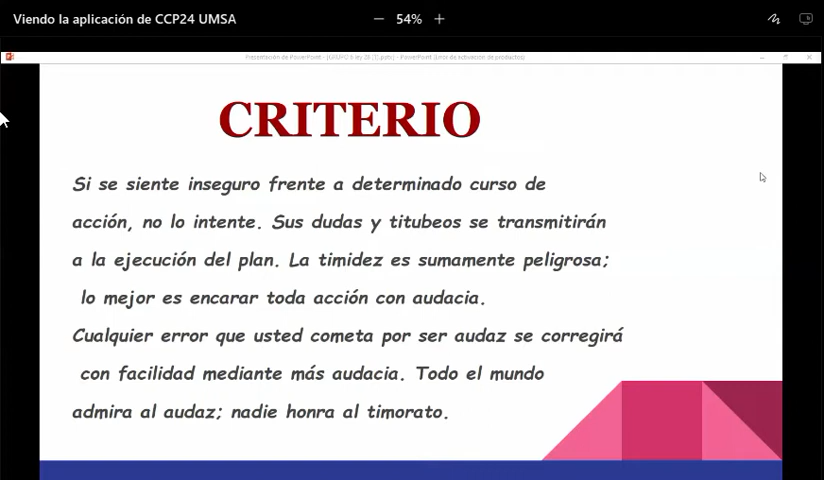 Viendo la aplicación de CCP24 UMSA
54%
CRITERIO
Si se siente inseguro frente a determinado curso de
acción, no lo intente. Sus dudas y titubeos se transmitirán
a la ejecución del plan. La timidez es sumamente peligrosa;
lo mejor es encarar toda acción con audacia.
Cualquier error que usted cometa por ser audaz se corregirá
con facilidad mediante más audacia. Todo el mundo
admira al audaz; nadie honra al timorato.